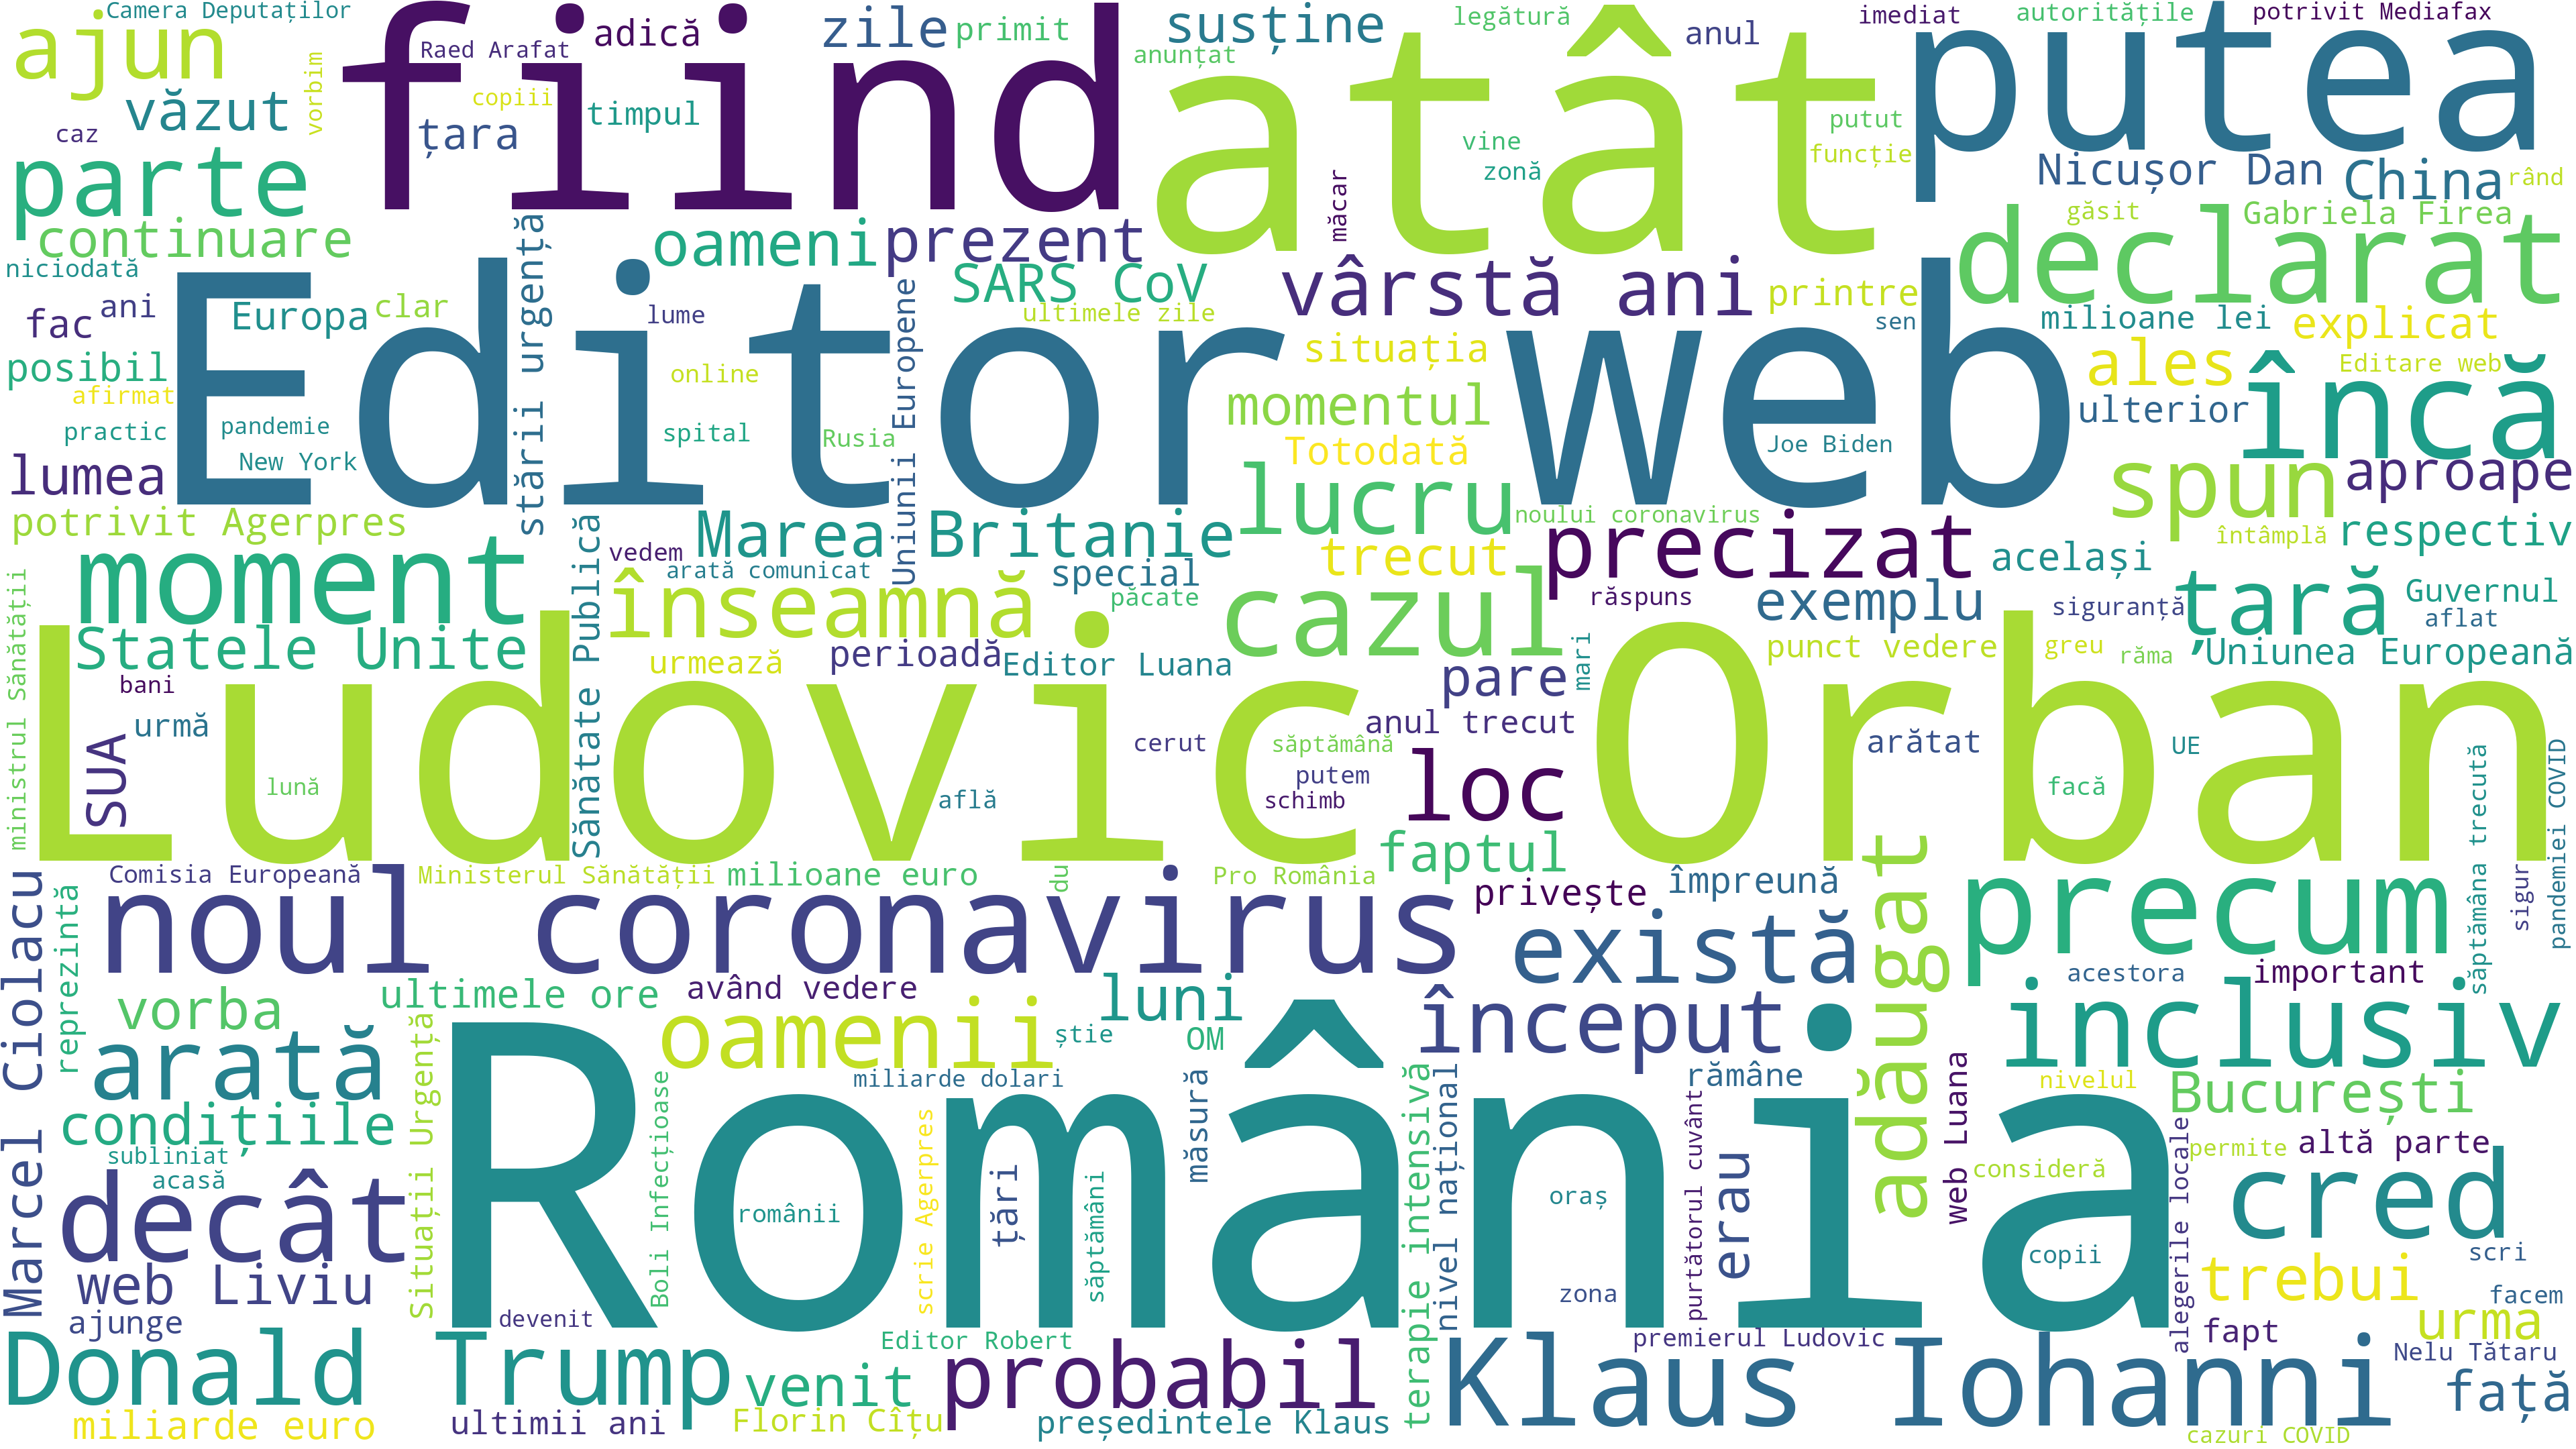 Camera Deputaților
ajun
Raed Arafat
adică
zile
primit
susține
legătură
anul
imediat
autoritățile
potrivit Mediafax
fiind
atât
putea
anunțat
văzut
vorbim
copiii
țara
timpul
caz
vine
zonă
putut
funcție
măcar
parte
Nicușor Dan
China
rând
găsit
Gabriela Firea
continuare
oameni
prezent
declarat
niciodată
stării urgență
SARS CoV
vârstă ani
printre
fac
ani
Europa
clar
lume
ultimele zile
sen
milioane lei
explicat
Editor web
Uniunii Europene
situația
posibil
online
ales
Editare web
încă
afirmat
momentul
ulterior
practic
pandemie
spital
Rusia
Totodată
Joe Biden
lumea
New York
lucru
spun
aproape
potrivit Agerpres
Marea Britanie
noului coronavirus
precizat
întâmplă
respectiv
moment
vedem
arată comunicat
special
trecut
același
țară
Sănătate Publică
înseamnă
păcate
cazul
răspuns
exemplu
siguranță
Guvernul
aflat
ministrul Sănătății
Statele Unite
urmează
perioadă
Editor Luana
pare
mari
punct vedere
greu
răma
Uniunea Europeană
bani
Ludovic Orban
SUA
urmă
cerut
săptămână
anul trecut
arătat
UE
lună
află
putem
schimb
loc
facă
săptămâna trecută
pandemiei COVID
faptul
Comisia Europeană
Ministerul Sănătății
milioane euro
du
Pro România
privește
împreună
adăugat
precum
sigur
Marcel Ciolacu
reprezintă
noul coronavirus
există
vorba
ultimele ore
având vedere
luni
acestora
important
arată
Situații Urgență
oamenii
știe
OM
început
inclusiv
România
Boli Infecțioase
miliarde dolari
măsură
terapie intensivă
nivel național
rămâne
web Luana
nivelul
București
condițiile
subliniat
acasă
scrie Agerpres
țări
săptămâni
purtătorul cuvânt
erau
consideră
alegerile locale
permite
altă parte
decât
românii
oraș
cred
copii
scri
web Liviu
zona
trebui
facem
ajunge
devenit
urma
Donald Trump
Editor Robert
venit
probabil
premierul Ludovic
Klaus Iohanni
fapt
Nelu Tătaru
față
miliarde euro
ultimii ani
Florin Cîțu
președintele Klaus
cazuri COVID